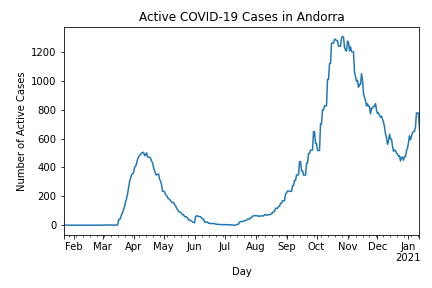 Active COVID-19 Cases in Andorra
Number of Active Cases
1200
1000
800
600
400
200
0
Feb Mar Apr May Jun Jul Aug Sep Oct Nov Dec Jan
2021
Day